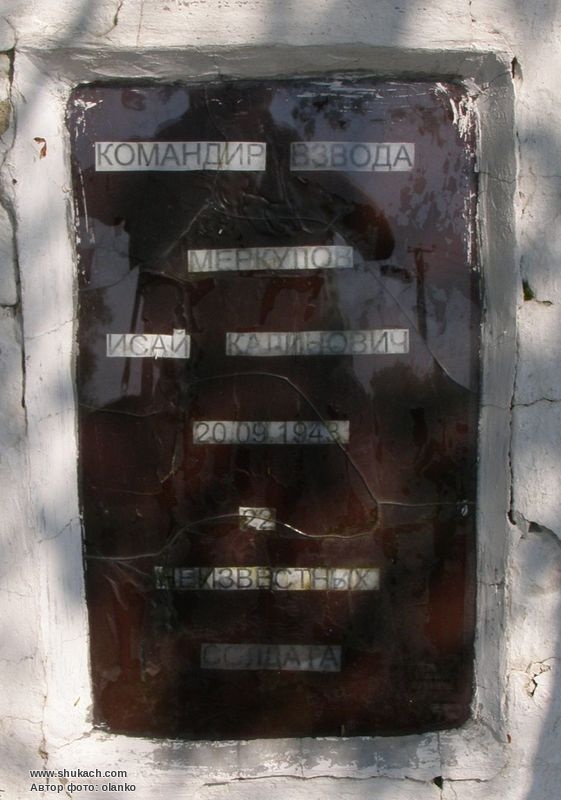 КОМАНДИР ВЗВОДА
МЕРКУЛОВ
ИСАЙ КАЛИНОВИЧ
20.09.1943
22
НЕИЗВЕСТНЫХ
СОЛДАТА
www.shukach.com
Автор фото: olanko